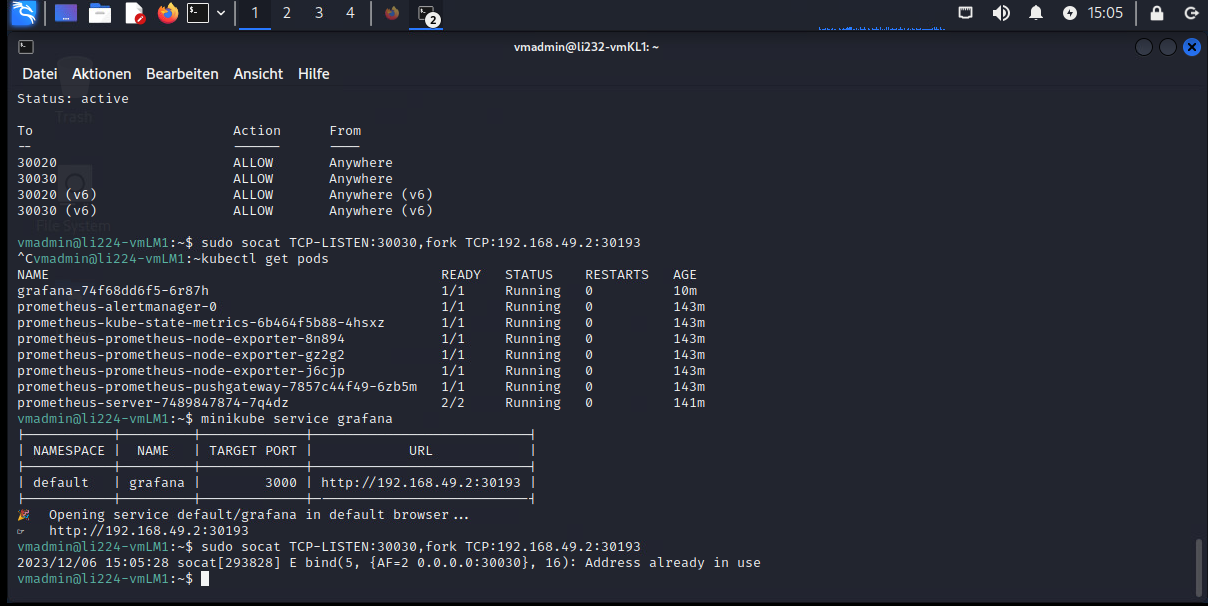 1 2 3 4 2 15:05
vmadmin@li232-vmKL1: ~
Datei Aktionen Bearbeiten Ansicht Hilfe
Status: active
Trash
To Action From
-- ------ ----
30020 ALLOW Anywhere
30030 ALLOW Anywhere
30020 (v6) ALLOW Anywhere (v6)
30030 (v6) ALLOW Anywhere (v6)
File System
vmadmin@li224-vmLM1:~$ sudo socat TCP-LISTEN:30030,fork TCP:192.168.49.2:30193
^Cvmadmin@li224-vmLM1:~kubectl get pods
NAME READY STATUS RESTARTS AGE
grafana-74f68dd6f5-6r87h 1/1 Running 0 10m
prometheus-alertmanager-0 1/1 Running 0 143m
prometheus-kube-state-metrics-6b464f5b88-4hsxz 1/1 Running 0 143m
prometheus-prometheus-node-exporter-8n894 1/1 Running 0 143m
prometheus-prometheus-node-exporter-gz2g2 1/1 Running 0 143m
prometheus-prometheus-node-exporter-j6cjp 1/1 Running 0 143m
prometheus-prometheus-pushgateway-7857c44f49-6zb5m 1/1 Running 0 143m
prometheus-server-7489847874-7q4dz 2/2 Running 0 141m
vmadmin@li224-vmLM1:~$ minikube service grafana
| NAMESPACE | NAME | TARGET PORT | URL |
| default | grafana | 3000 | http://192.168.49.2:30193 |
🎉 Opening service default/grafana in default browser...
👉 http://192.168.49.2:30193
vmadmin@li224-vmLM1:~$ sudo socat TCP-LISTEN:30030,fork TCP:192.168.49.2:30193
2023/12/06 15:05:28 socat[293828] E bind(5, {AF=2 0.0.0.0:30030}, 16): Address already in use
vmadmin@li224-vmLM1:~$